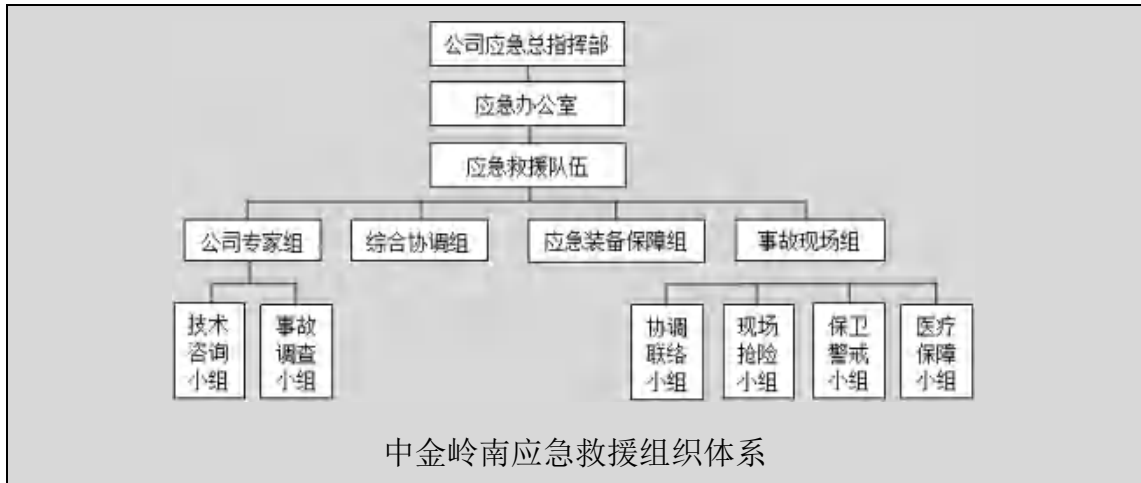 公司应急总指挥部
应急办公室
应急救援队伍
公司专家组
综合协调组
应急装备保障组
事故现场组
技术
咨询
小组
事故
调查
小组
协调
联络
小组
现场
抢险
小组
保卫
警戒
小组
医疗
保障
小组
中金岭南应急救援组织体系